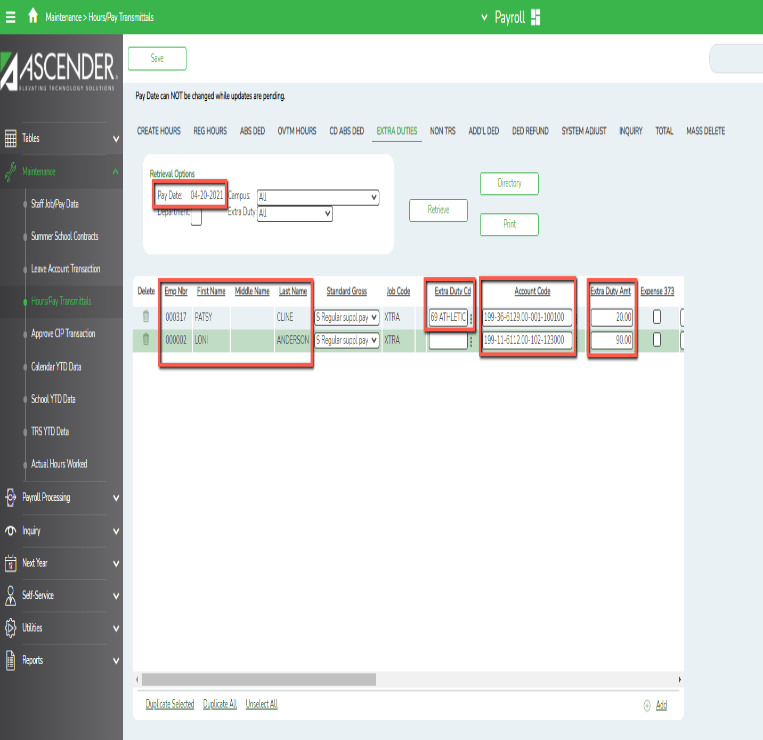 Maintenance > Hours/Pay Transmittals
Payroll
ASCENDER
ELEVATING TECHNOLOGY SOLUTIONS
Save
Pay Date can NOT be changed while updates are pending.
CREATE HOURS REG HOURS ABS DED OVTM HOURS CD ABS DED EXTRA DUTIES NON TRS ADD'L DED DED REFUND SYSTEM ADJUST INQUIRY TOTAL MASS DELETE
Tables
Maintenance
Staff Job/Pay Data
Summer School Contracts
Leave Account Transaction
Hours/Pay Transmittals
Approve CIP Transaction
Calendar YTD Data
School YTD Data
TRS YTD Data
Actual Hours Worked
Payroll Processing
Inquiry
Next Year
Self-Service
Utilities
Reports
Retrieval Options
Pay Date: 04-20-2021 Campus: All
Department: Extra Duty: All
Retrieve
Directory
Print
Delete Emp Nbr First Name Middle Name Last Name Standard Gross Job Code Extra Duty Cd Account Code Extra Duty Amt Expense 373
000317 PATSY CLINE S Regular suppl pay XTRA 69 ATHLETIC 199-36-6129.00-001-100100 20.00
000002 LONI ANDERSON S Regular suppl pay XTRA 199-11-6112.00-102-123000 90.00
Duplicate Selected Duplicate All Unselect All
Add